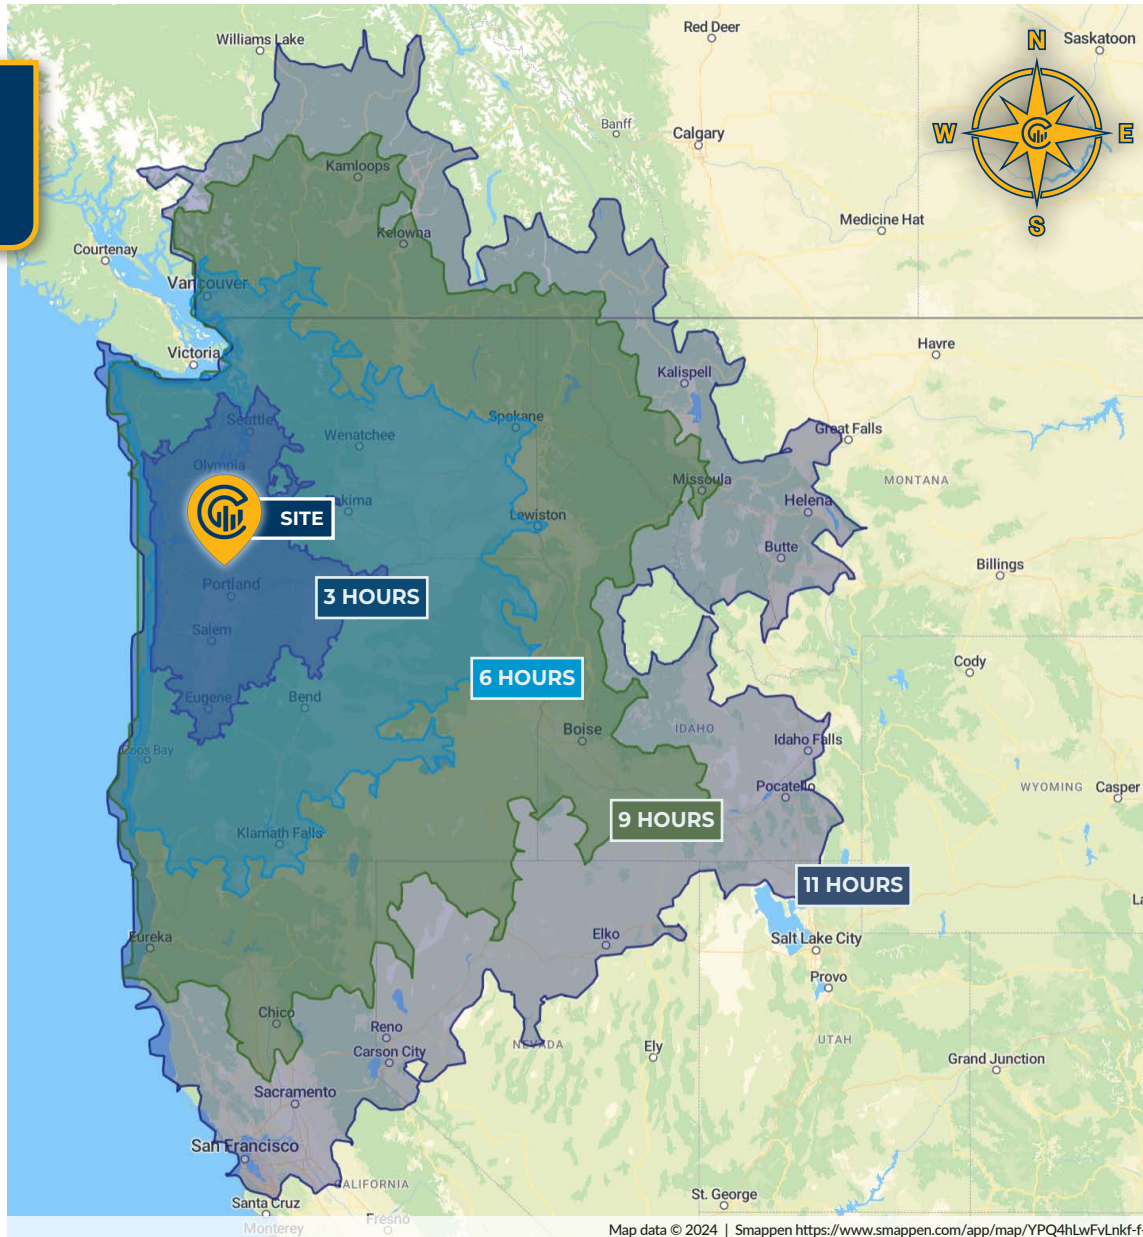 Red Deer
Williams Lake
N
Saskatoon
Banff
Calgary
W
E
Kamloops
S
Medicine Hat
Kelowna
Courtenay
Vancouver
Havre
Victoria
Kalispell
Seattle
Spokane
Great Falls
Wenatchee
Olympia
Missoula
MONTANA
Helena
SITE
Lewiston
Butte
Billings
Portland
3 HOURS
Salem
Cody
6 HOURS
Eugene
Bend
Boise
IDAHO
Idaho Falls
Coos Bay
Pocatello
WYOMING
Casper
9 HOURS
Klamath Falls
11 HOURS
Eureka
Elko
Salt Lake City
Provo
Chico
Reno
NEVADA
Ely
UTAH
Carson City
Grand Junction
Sacramento
San Francisco
CALIFORNIA
St. George
Santa Cruz
Fresno
Monterey
Map data © 2024 | Smappen https://www.smappen.com/app/map/YPQ4hLwFvLnkf-f-